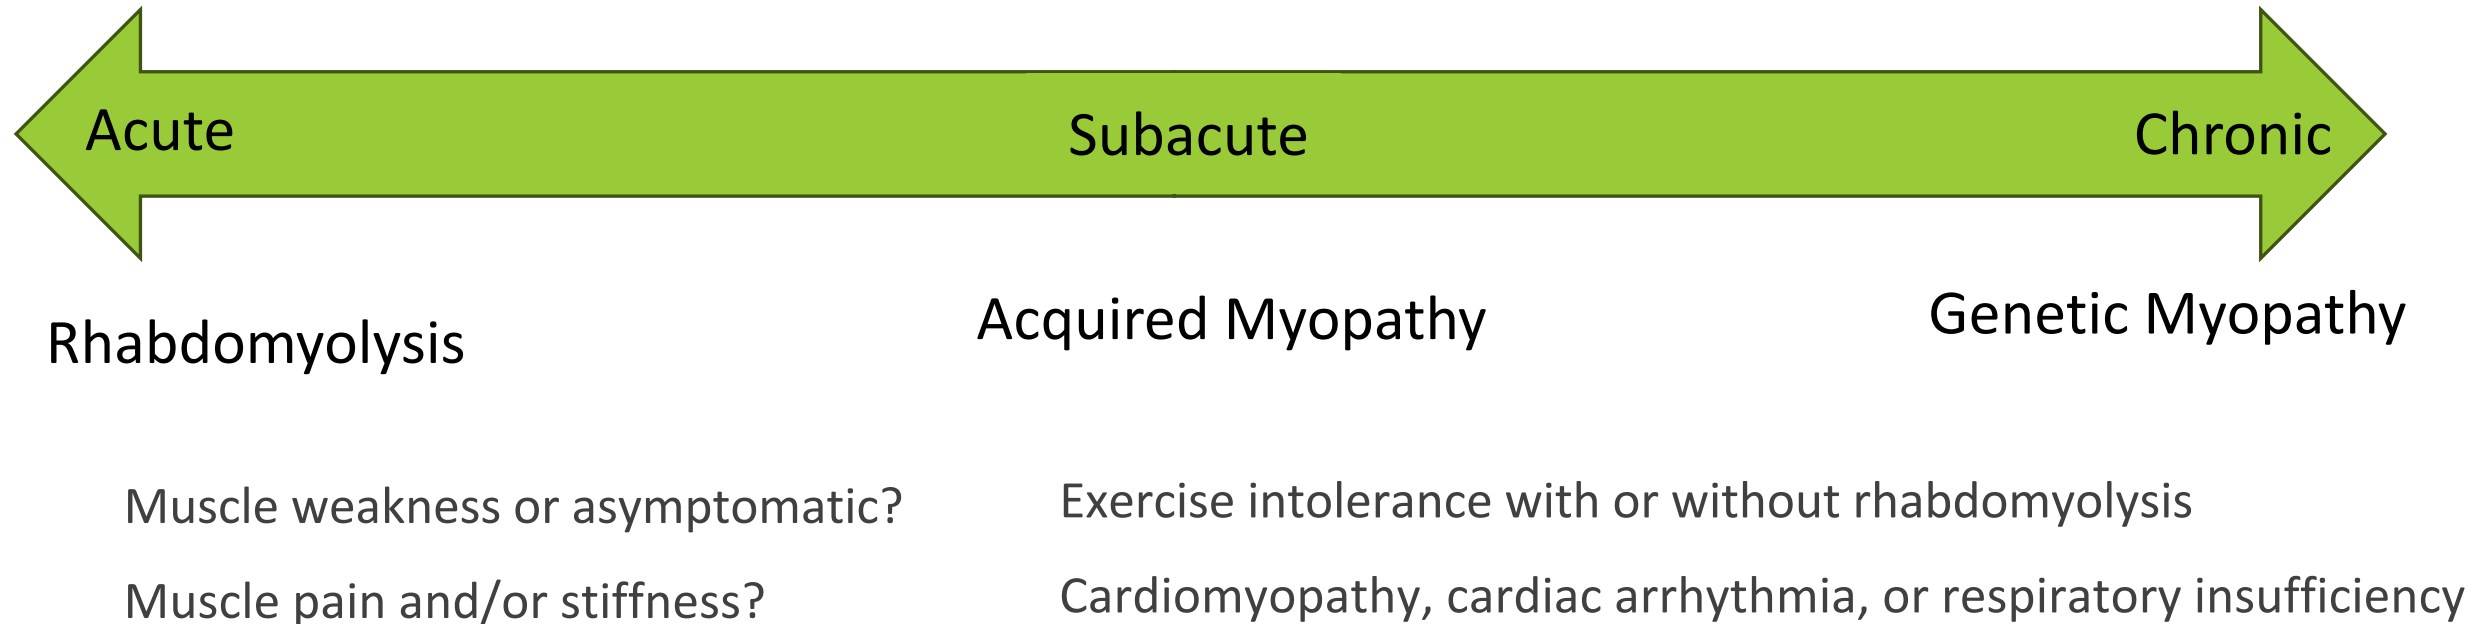 Acute
Subacute
Chronic
Rhabdomyolysis
Acquired Myopathy
Genetic Myopathy
Muscle weakness or asymptomatic?
Exercise intolerance with or without rhabdomyolysis
Muscle pain and/or stiffness?
Cardiomyopathy, cardiac arrhythmia, or respiratory insufficiency